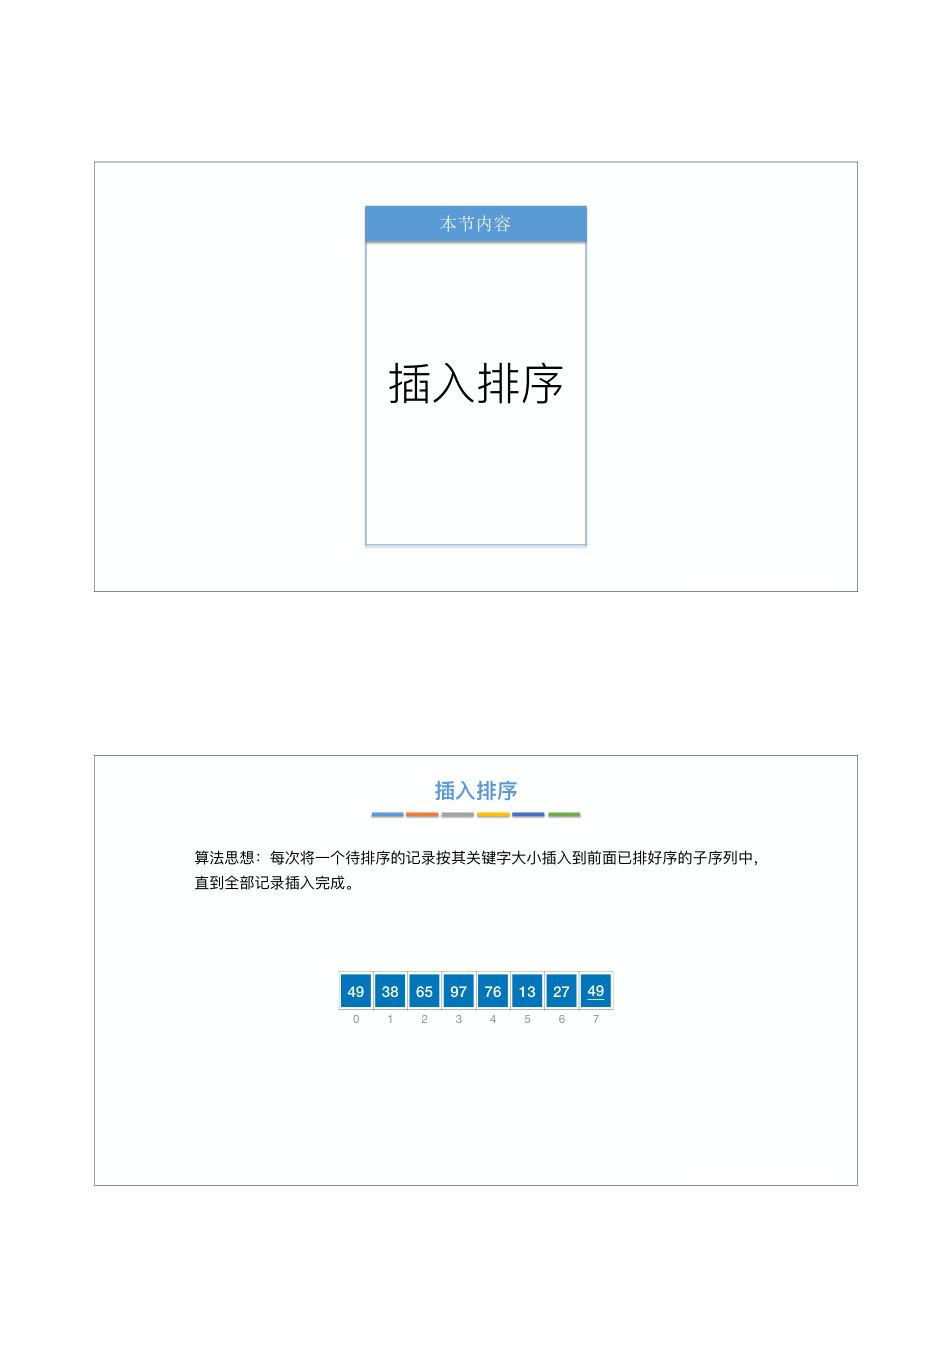 本节内容
插入排序
插入排序
算法思想：每次将一个待排序的记录按其关键字大小插入到前面已排好序的子序列中，
直到全部记录插入完成。
49 38 65 97 76 13 27 49
0 1 2 3 4 5 6 7